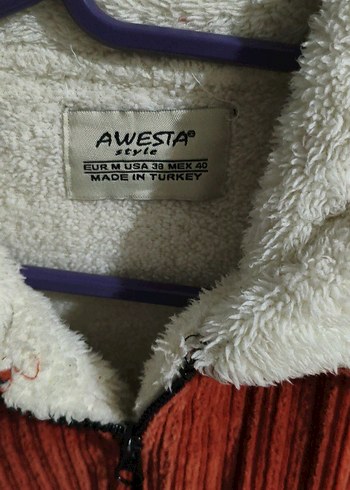 AWESTA®
style
EUR M USA 38 MEX 40
MADE IN TURKEY